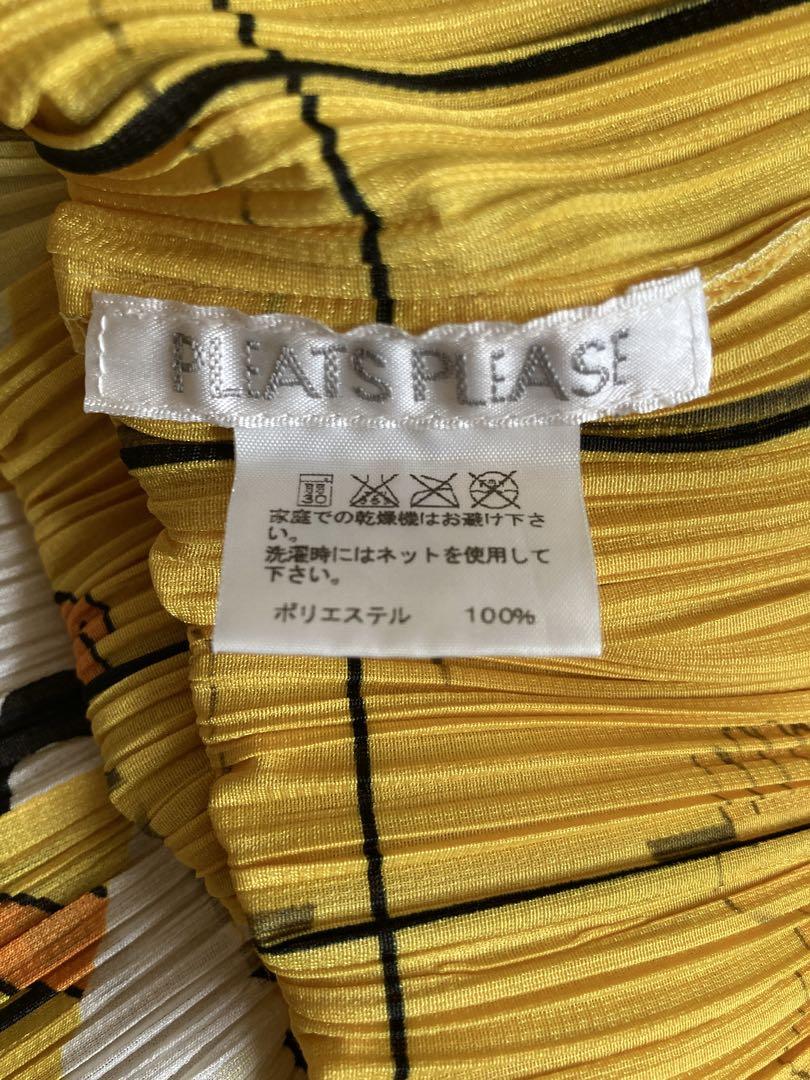 PLEATS PLEASE
家庭での乾燥機はお避け下さ
い。
洗濯時にはネットを使用して
下さい。
ポリエステル 100%